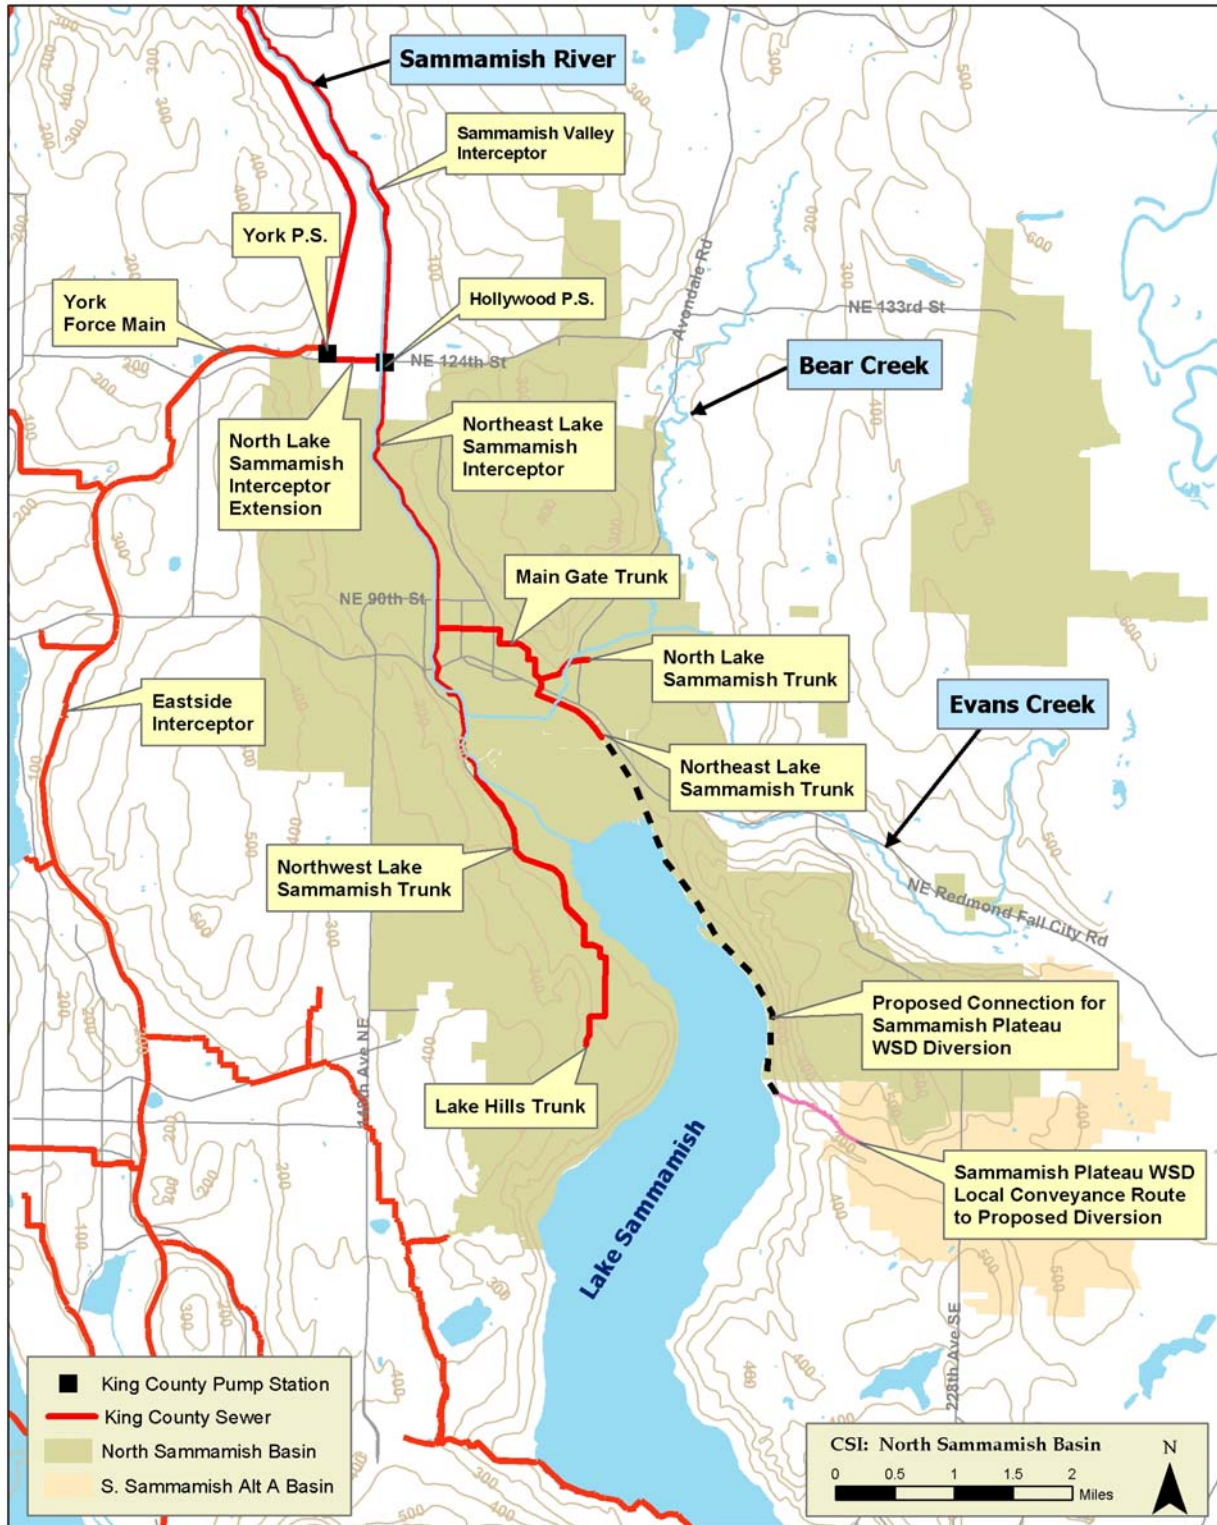 Sammamish River
Sammamish Valley
Interceptor
York P.S.
York
Force Main
Hollywood P.S.
NE 124th St
Avondale Rd
NE 133rd St
Bear Creek
North Lake
Sammamish
Interceptor
Extension
Northeast Lake
Sammamish
Interceptor
Main Gate Trunk
NE 90th St
North Lake
Sammamish Trunk
Eastside
Interceptor
Evans Creek
Northeast Lake
Sammamish Trunk
Northwest Lake
Sammamish Trunk
NE Redmond Fall City Rd
Proposed Connection for
Sammamish Plateau
WSD Diversion
148th Ave NE
Lake Hills Trunk
Lake Sammamish
Sammamish Plateau WSD
Local Conveyance Route
to Proposed Diversion
228th Ave SE
King County Pump Station
King County Sewer
North Sammamish Basin
S. Sammamish Alt A Basin
CSI: North Sammamish Basin
N
0 0.5 1 1.5 2
Miles